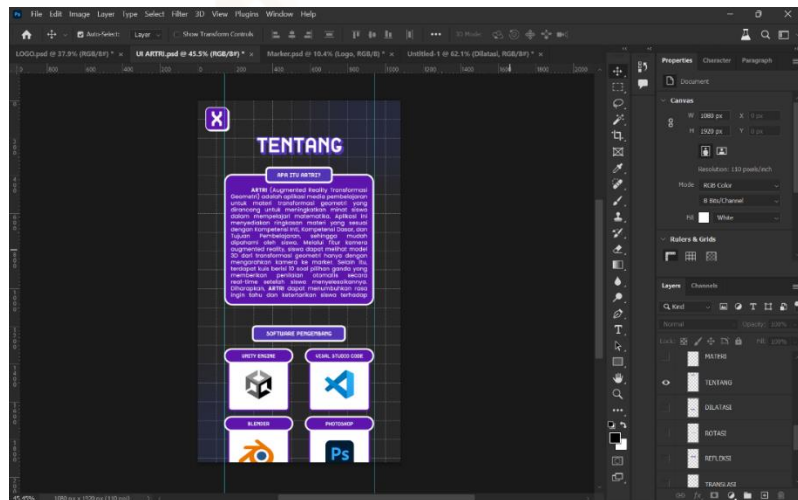 File Edit Image Layer Type Select Filter 3D View Plugins Window Help
Auto-Select: Layer Show Transform Controls 3D Mode:
LOGO.psd @ 37.9% (RGB/8#) * × UI ARTRI.psd @ 45.5% (RGB/8#) * × Marker.psd @ 10.4% (Logo, RGB/8) * × Untitled-1 @ 62.1% (Dilatasi, RGB/8#) * ×
X
TENTANG
APA ITU ARTRI?
ARTRI (Augmented Reality Transformasi
Geometri) adalah aplikasi media pembelajaran
untuk materi transformasi geometri yang
dirancang untuk meningkatkan minat siswa
dalam mempelajari matematika. Aplikasi ini
menyediakan ringkasan materi yang sesuai
dengan Kompetensi Inti, Kompetensi Dasar, dan
Tujuan Pembelajaran, sehingga mudah
dipahami oleh siswa. Melalui fitur kamera
augmented reality, siswa dapat melihat model
3D dari transformasi geometri hanya dengan
mengarahkan kamera ke marker. Selain itu,
terdapat kuis berisi 10 soal pilihan ganda yang
memberikan penilaian otomatis secara
real-time setelah siswa menyelesaikannya.
Diharapkan, ARTRI dapat menumbuhkan rasa
ingin tahu dan ketertarikan siswa terhadap
SOFTWARE PENGEMBANG
UNITY ENGINE VISUAL STUDIO CODE
BLENDER PHOTOSHOP
Ps
Properties Character Paragraph
Document
Canvas
W 1080 px X 0 px
H 1920 px Y 0 px
Resolution: 110 pixels/inch
Mode RGB Color
8 Bits/Channel
Fill White
Rulers & Grids
Layers Channels
Kind
Normal Opacity: 100%
Lock: Fill: 100%
MATERI
TENTANG
DILATASI
ROTASI
REFLEKSI
TRANSLASI
45.45% 1080 px x 1920 px (110 ppi)